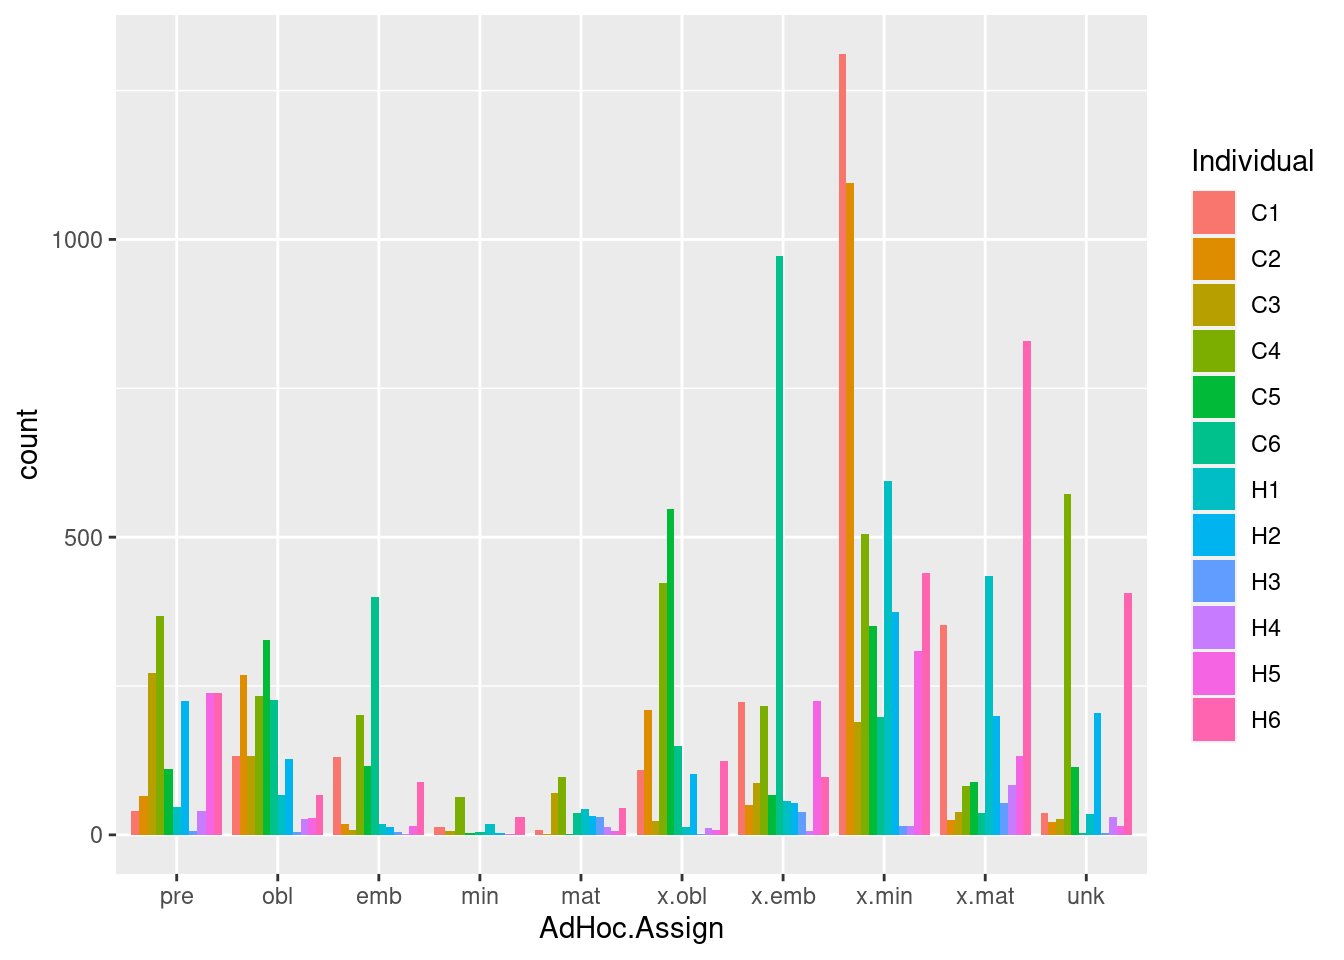 1000
500
0
count
pre obl emb min mat x.obl x.emb x.min x.mat unk
AdHoc.Assign
Individual
C1
C2
C3
C4
C5
C6
H1
H2
H3
H4
H5
H6